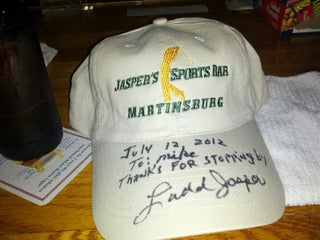 JASPER'S SPORTS BAR
MARTINSBURG
JULY 12 2012
TO: mike
THANKS FOR STOPPING by
Ladd Jasper